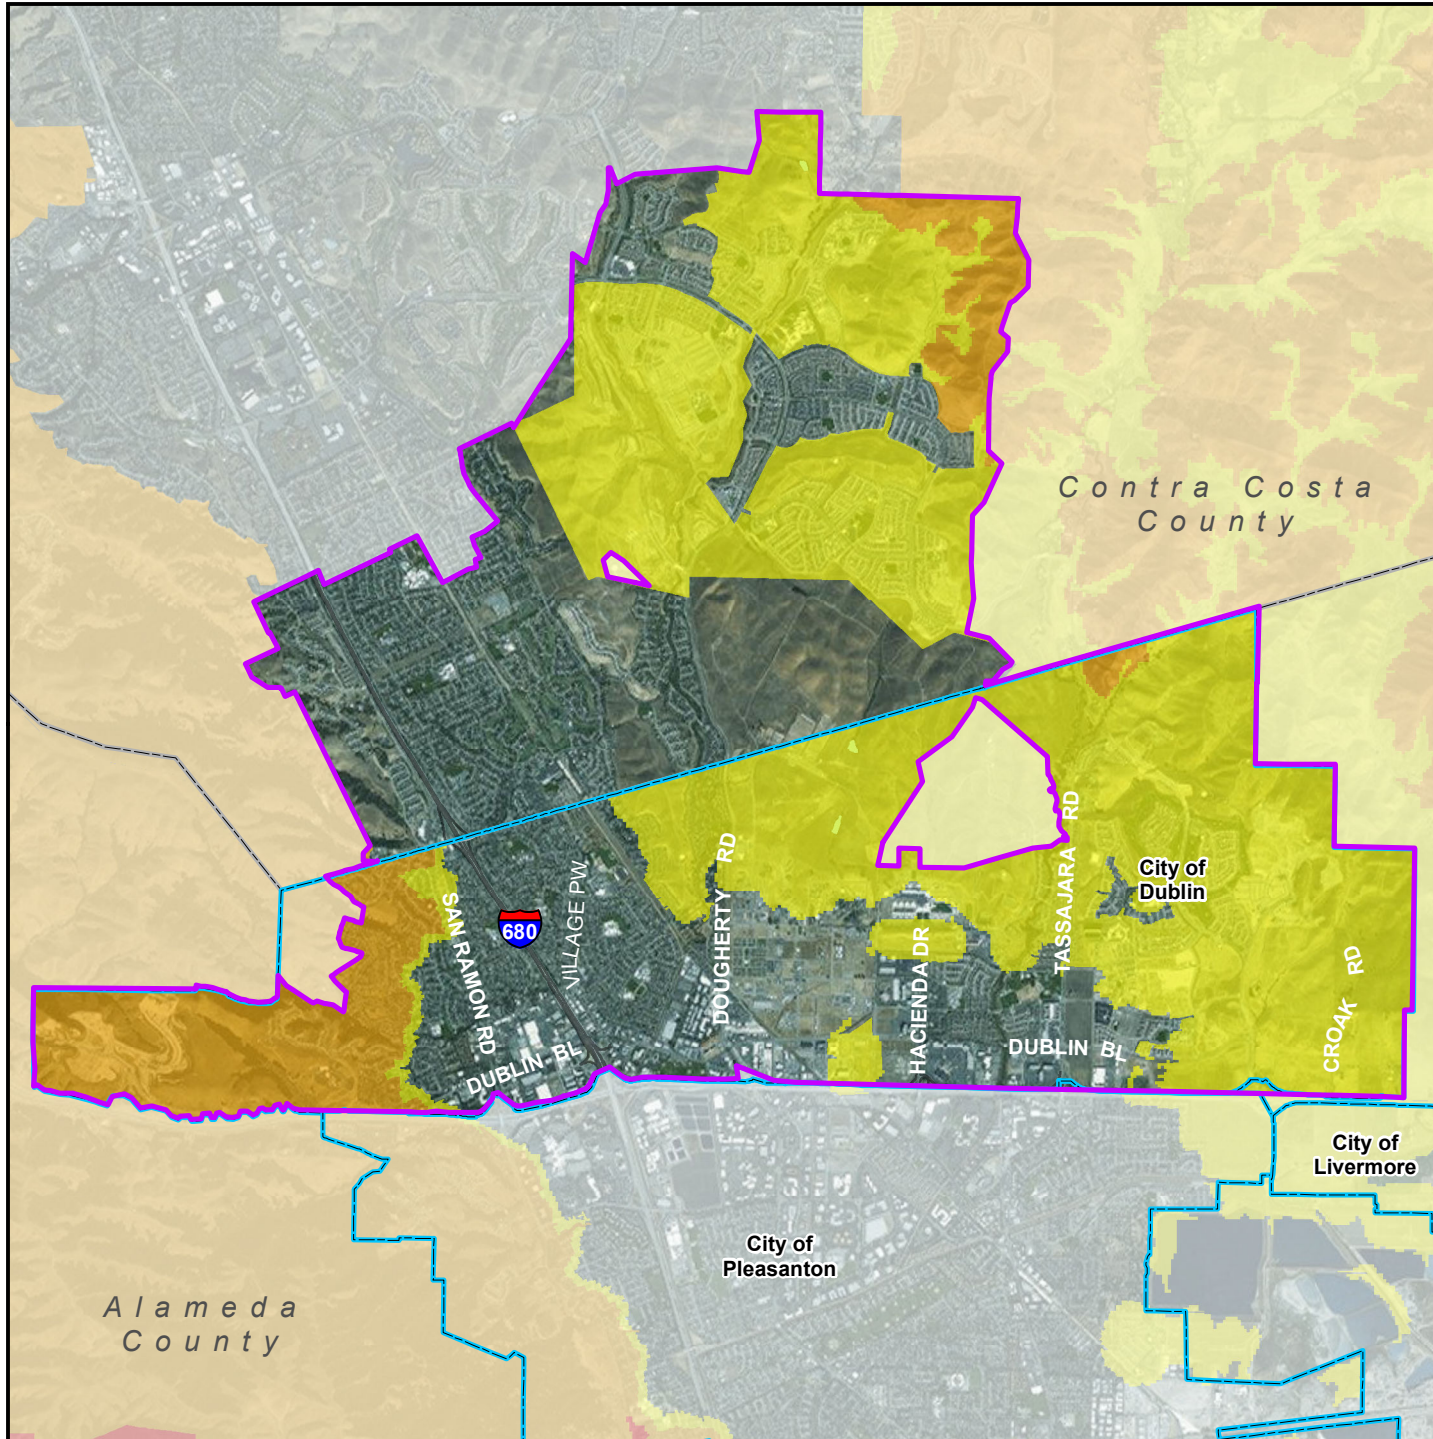 Contra Costa
County
City of
Dublin
SAN RAMON RD
680
VILLAGE PW
DOUGHERTY RD
HACIENDA DR
TASSAJARA RD
CROAK RD
DUBLIN BL
DUBLIN BL
City of
Livermore
City of
Pleasanton
Alameda
County